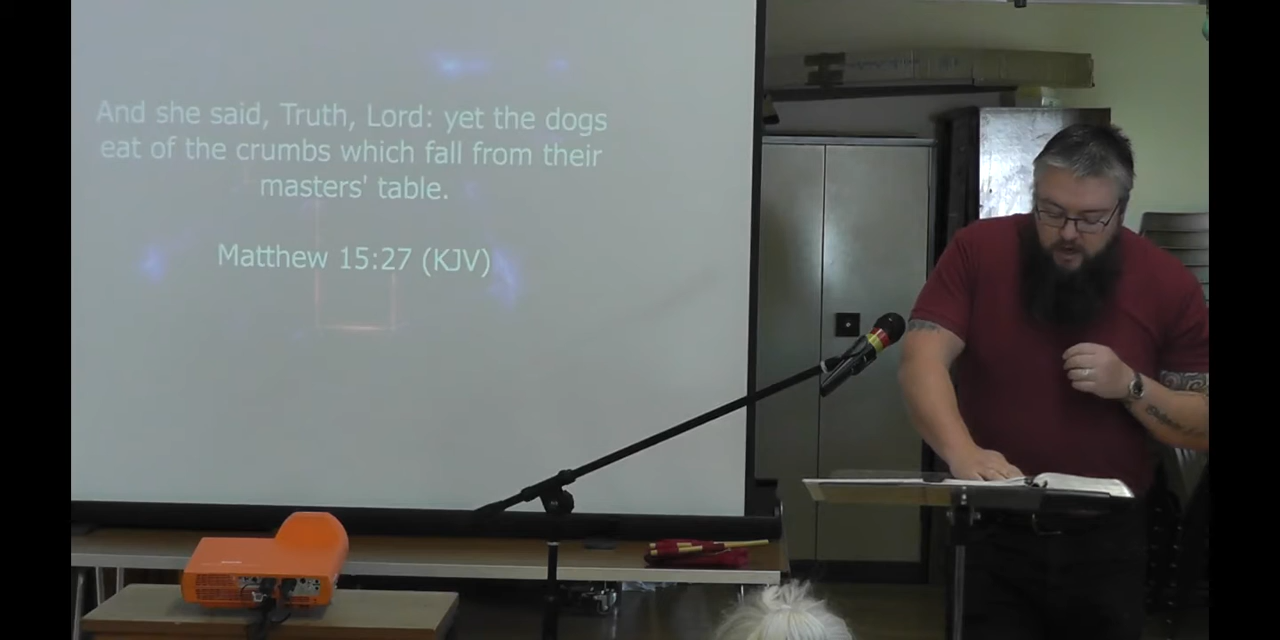 And she said, Truth, Lord: yet the dogs
eat of the crumbs which fall from their
masters' table.
Matthew 15:27 (KJV)